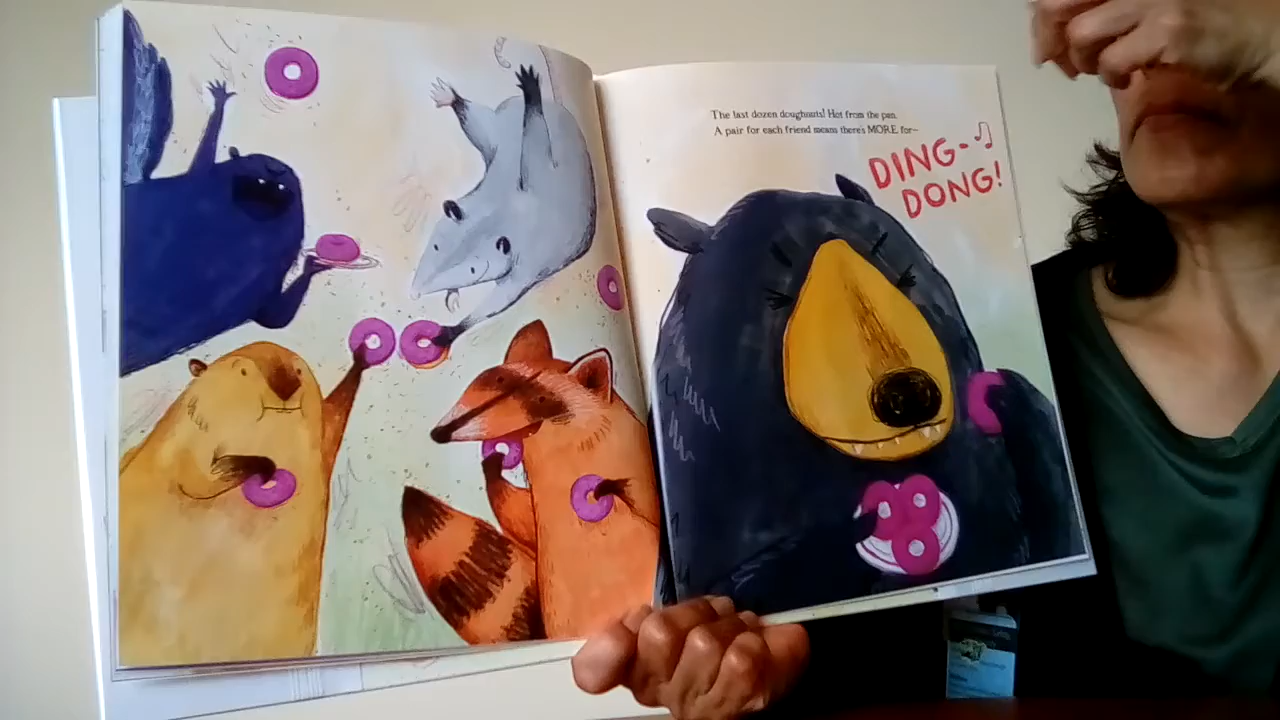 The last dozen doughnuts! Hot from the pan.
A pair for each friend means there's MORE for—
DING-
DONG!